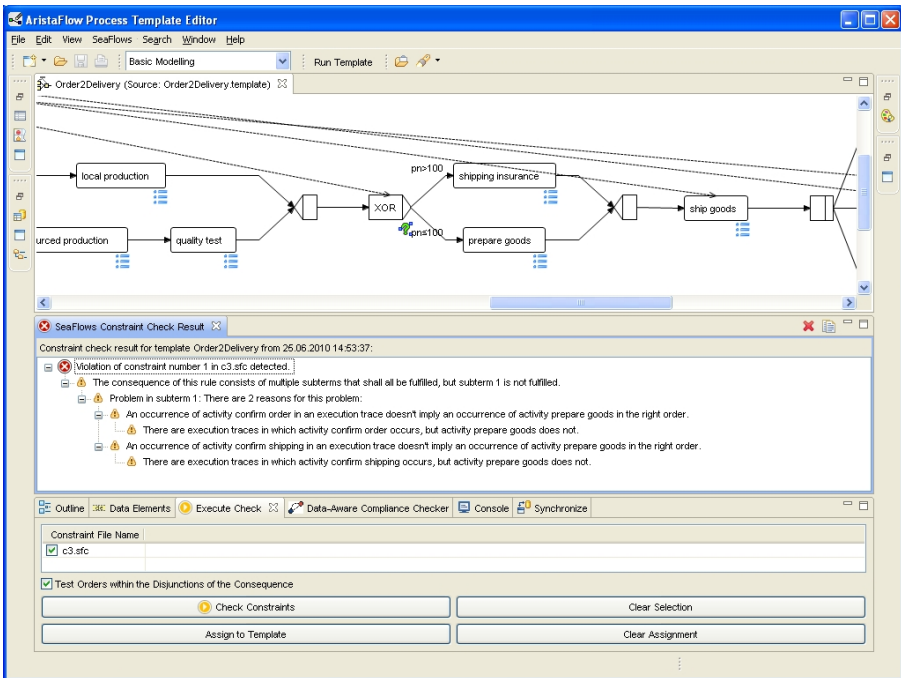 AristaFlow Process Template Editor
File Edit View SeaFlows Search Window Help
Basic Modelling Run Template
Order2Delivery (Source: Order2Delivery.template)
local production
pn>100
shipping insurance
XOR
ship goods
urced production
quality test
pn≤100
prepare goods
SeaFlows Constraint Check Result
Constraint check result for template Order2Delivery from 25.06.2010 14:53:37:
Violation of constraint number 1 in c3.sfc detected.
The consequence of this rule consists of multiple subterms that shall all be fulfilled, but subterm 1 is not fulfilled.
Problem in subterm 1: There are 2 reasons for this problem:
An occurrence of activity confirm order in an execution trace doesn't imply an occurrence of activity prepare goods in the right order.
There are execution traces in which activity confirm order occurs, but activity prepare goods does not.
An occurrence of activity confirm shipping in an execution trace doesn't imply an occurrence of activity prepare goods in the right order.
There are execution traces in which activity confirm shipping occurs, but activity prepare goods does not.
Outline Data Elements Execute Check Data-Aware Compliance Checker Console Synchronize
Constraint File Name
c3.sfc
Test Orders within the Disjunctions of the Consequence
Check Constraints Clear Selection
Assign to Template Clear Assignment